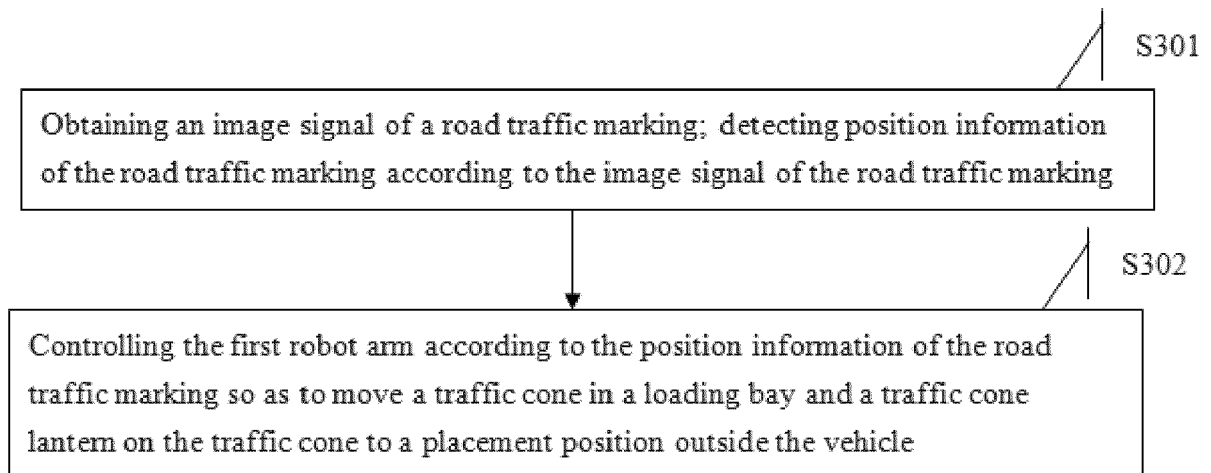 S301
Obtaining an image signal of a road traffic marking; detecting position information
of the road traffic marking according to the image signal of the road traffic marking
S302
Controlling the first robot arm according to the position information of the road
traffic marking so as to move a traffic cone in a loading bay and a traffic cone
lantern on the traffic cone to a placement position outside the vehicle